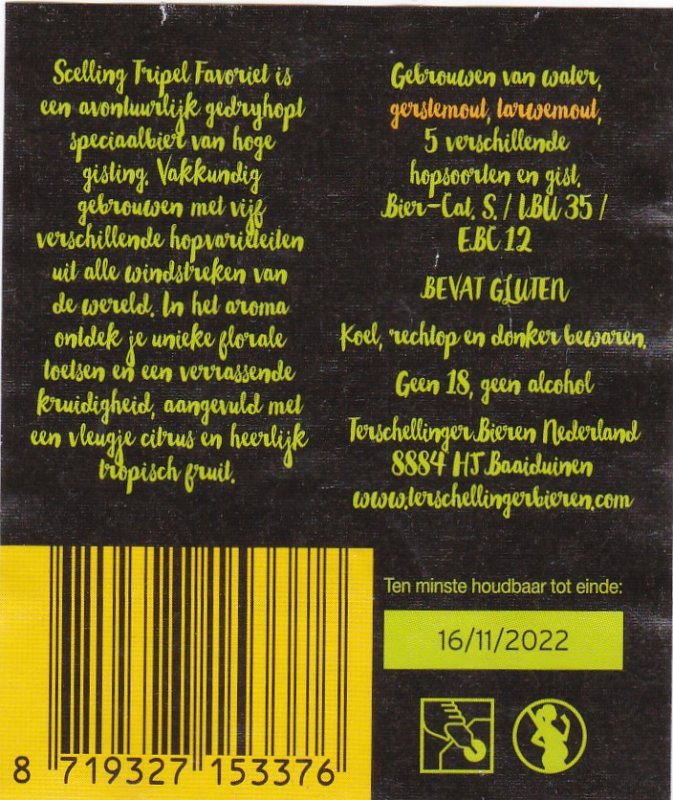 Scelling Tripel Favoriet is
een avontuurlijk gedryhopt
speciaalbier van hoge
gisting. Vakkundig
gebrouwen met vijf
verschillende hopvariëteiten
uit alle windstreken van
de wereld. In het aroma
ontdek je unieke florale
toetsen en een verrassende
kruidigheid, aangevuld met
een vleugje citrus en heerlijk
tropisch fruit.
Gebrouwen van water,
gerstemout, tarwemout,
5 verschillende
hopsoorten en gist.
Bier-Cat. S. / I.B.U 35 /
E.B.C 12
BEVAT GLUTEN
Koel, rechtop en donker bewaren.
Geen 18, geen alcohol
Terschellinger Bieren Nederland
8884 HJ Baaiduinen
www.terschellingerbieren.com
Ten minste houdbaar tot einde:
16/11/2022
8 719327 153376